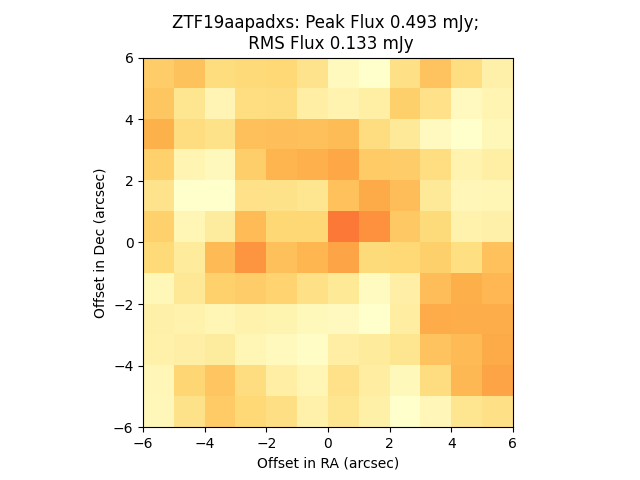 ZTF19aapadxs: Peak Flux 0.493 mJy;
RMS Flux 0.133 mJy
6
4
2
0
−2
−4
−6
Offset in Dec (arcsec)
−6 −4 −2 0 2 4 6
Offset in RA (arcsec)